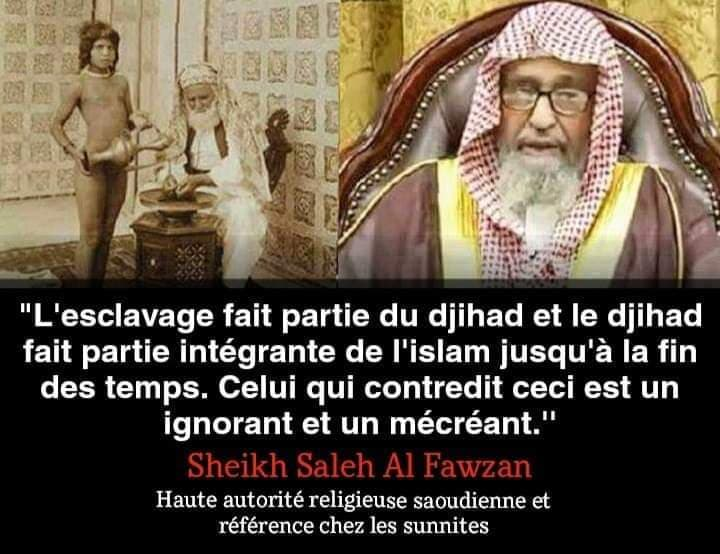 "L'esclavage fait partie du djihad et le djihad
fait partie intégrante de l'islam jusqu'à la fin
des temps. Celui qui contredit ceci est un
ignorant et un mécréant."
Sheikh Saleh Al Fawzan
Haute autorité religieuse saoudienne et
référence chez les sunnites